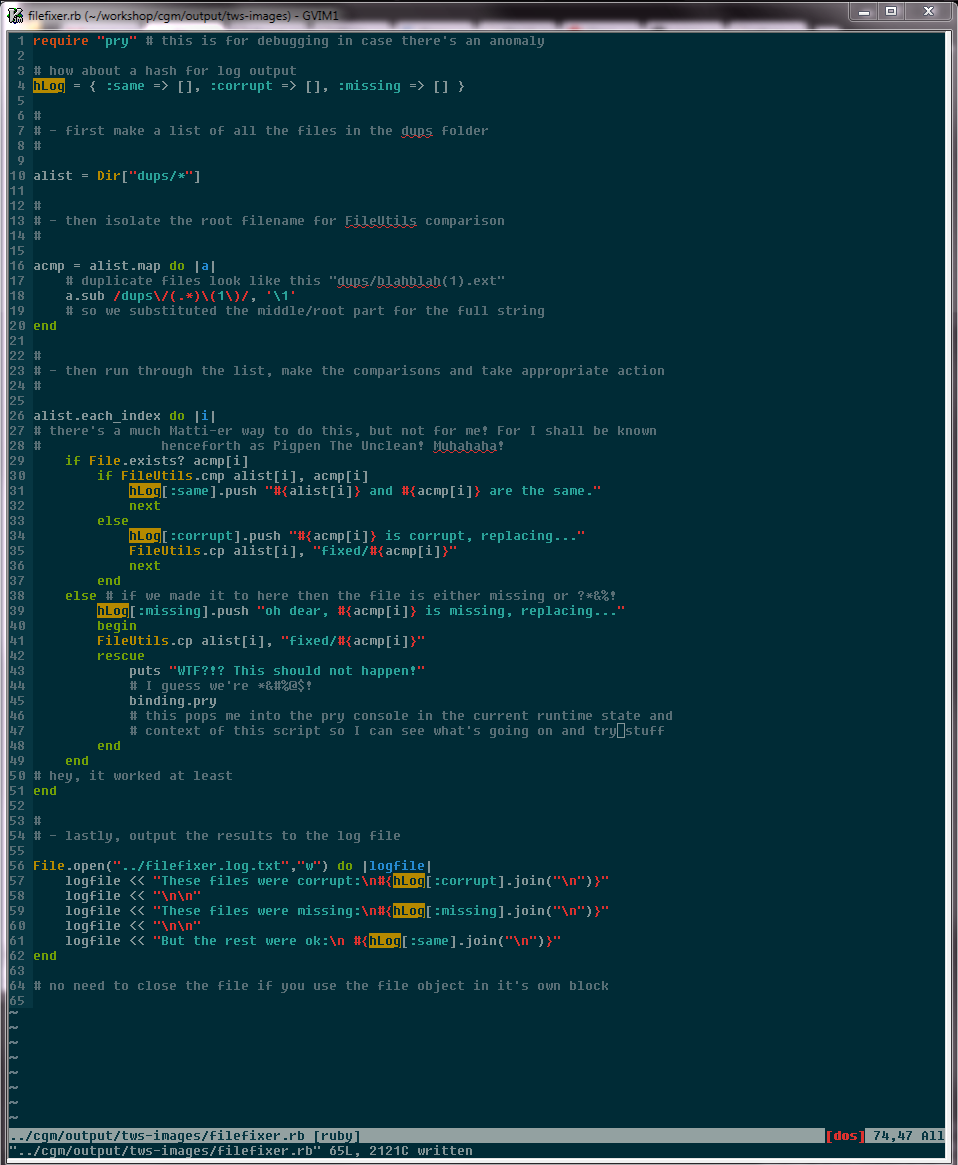 filefixer.rb (~/workshop/cgm/output/tws-images) - GVIM1
1 require "pry" # this is for debugging in case there's an anomaly
2
3 # how about a hash for log output
4 hLog = { :same => [], :corrupt => [], :missing => [] }
5
6 #
7 # - first make a list of all the files in the dups folder
8 #
9
10 alist = Dir["dups/*"]
11
12 #
13 # - then isolate the root filename for FileUtils comparison
14 #
15
16 acmp = alist.map do |a|
17     # duplicate files look like this "dups/blahblah(1).ext"
18     a.sub /dups\/(.*)\(1\)/, '\1'
19     # so we substituted the middle/root part for the full string
20 end
21
22 #
23 # - then run through the list, make the comparisons and take appropriate action
24 #
25
26 alist.each_index do |i|
27 # there's a much Matti-er way to do this, but not for me! For I shall be known
28 #               henceforth as Pigpen The Unclean! Muhahaha!
29     if File.exists? acmp[i]
30         if FileUtils.cmp alist[i], acmp[i]
31             hLog[:same].push "#{alist[i]} and #{acmp[i]} are the same."
32             next
33         else
34             hLog[:corrupt].push "#{acmp[i]} is corrupt, replacing..."
35             FileUtils.cp alist[i], "fixed/#{acmp[i]}"
36             next
37         end
38     else # if we made it to here then the file is either missing or ?*&%!
39         hLog[:missing].push "oh dear, #{acmp[i]} is missing, replacing..."
40         begin
41         FileUtils.cp alist[i], "fixed/#{acmp[i]}"
42         rescue
43             puts "WTF?!? This should not happen!"
44             # I guess we're *&#%@$!
45             binding.pry
46             # this pops me into the pry console in the current runtime state and
47             # context of this script so I can see what's going on and try stuff
48         end
49     end
50 # hey, it worked at least
51 end
52
53 #
54 # - lastly, output the results to the log file
55
56 File.open("../filefixer.log.txt","w") do |logfile|
57     logfile << "These files were corrupt:\n#{hLog[:corrupt].join("\n")}"
58     logfile << "\n\n"
59     logfile << "These files were missing:\n#{hLog[:missing].join("\n")}"
60     logfile << "\n\n"
61     logfile << "But the rest were ok:\n #{hLog[:same].join("\n")}"
62 end
63
64 # no need to close the file if you use the file object in it's own block
65
~
~
~
~
~
~
~
~
../cgm/output/tws-images/filefixer.rb [ruby] [dos] 74,47 All
"../cgm/output/tws-images/filefixer.rb" 65L, 2121C written